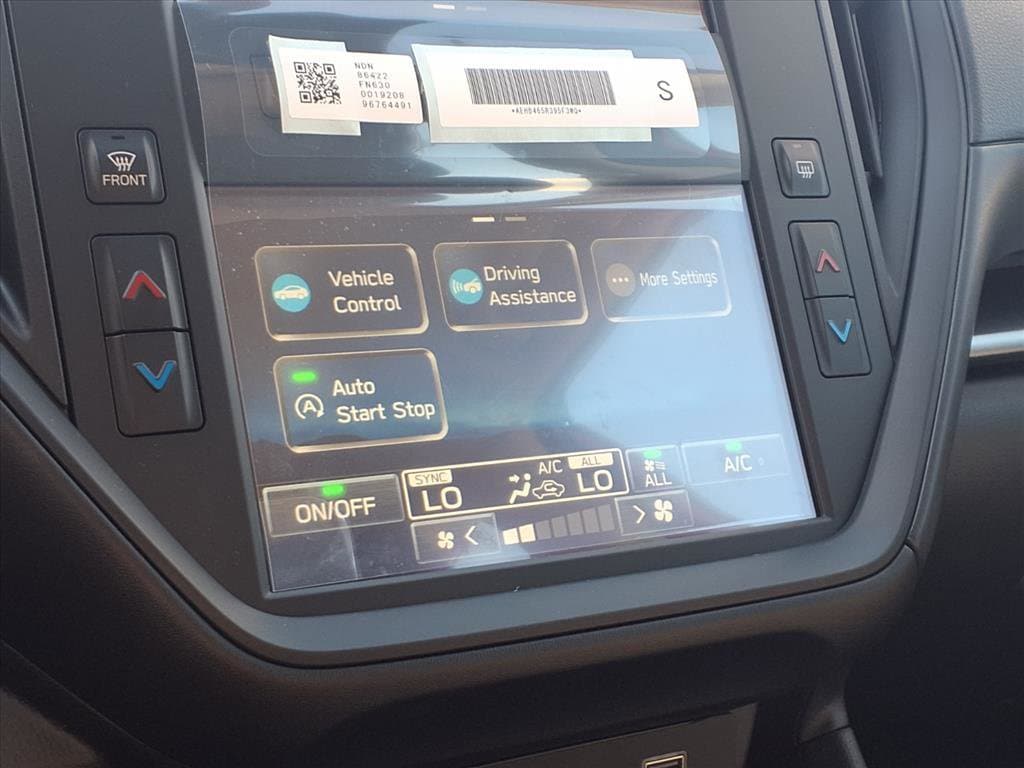 NDN
86422
FN630
0019208
96764491
*AEH8465R395F3WQ*
S
FRONT
Vehicle
Control
Driving
Assistance
More Settings
Auto
Start Stop
A
ON/OFF
SYNC
LO
A/C
ALL
LO
ALL
A/C